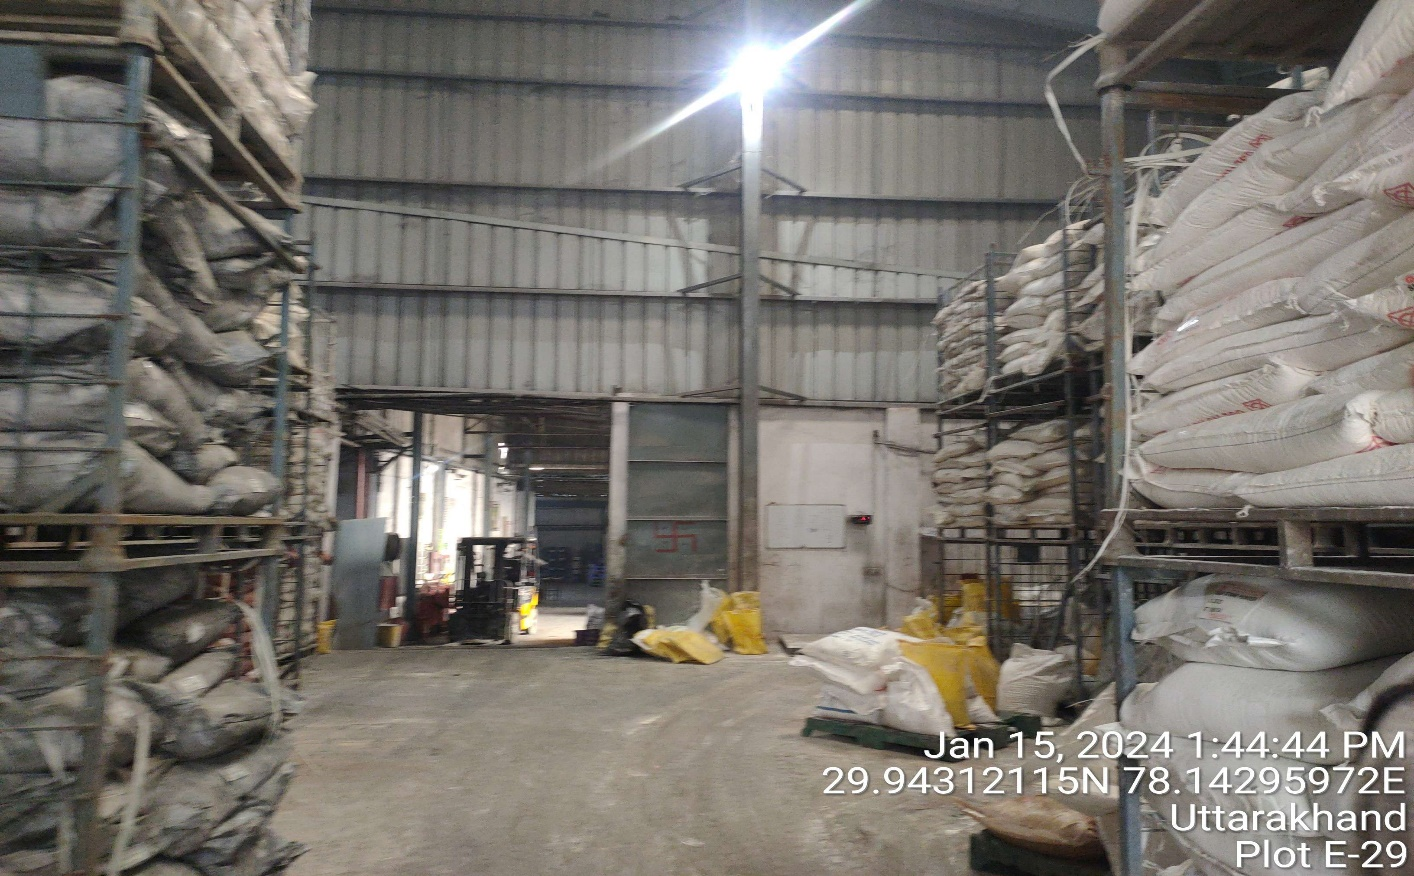 Jan 15, 2024 1:44:44 PM
29.94312115N 78.14295972E
Uttarakhand
Plot E-29